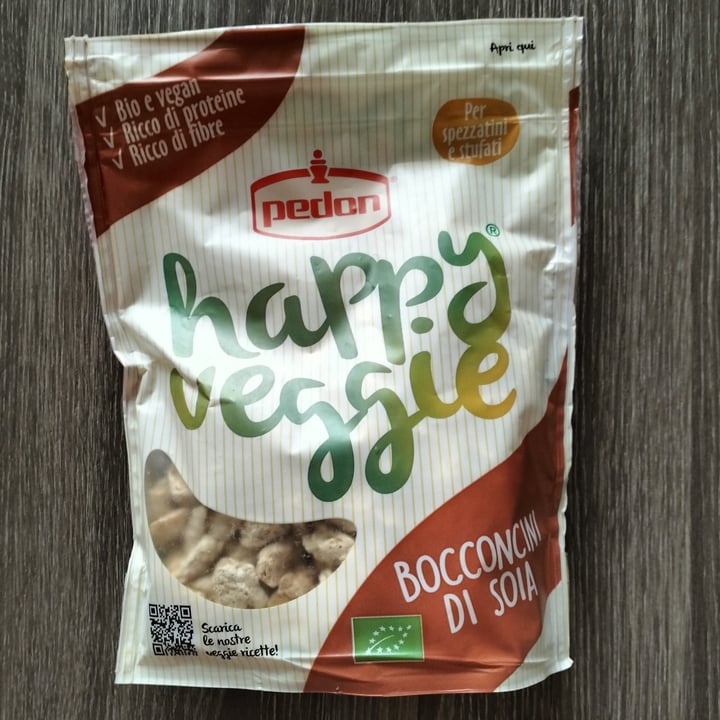 Apri qui
√ Bio e vegan
√ Ricco di proteine
√ Ricco di fibre
Per
spezzatini
e stufati
pedon
happy
veggie
BOCCONCINI
DI SOIA
Scarica
le nostre
veggie ricette!